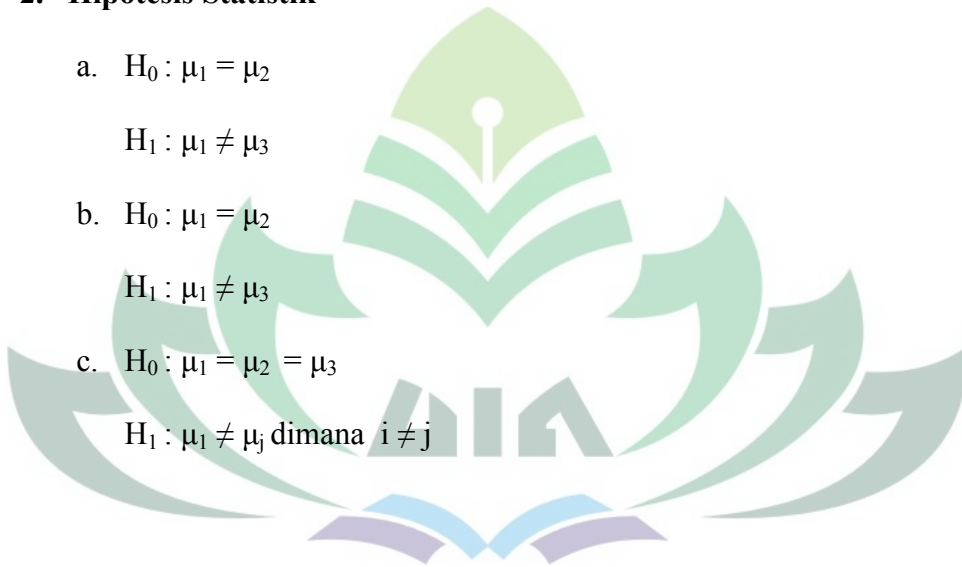 2. Hipotesis Statistik
a. H₀ : μ₁ = μ₂
H₁ : μ₁ ≠ μ₃
b. H₀ : μ₁ = μ₂
H₁ : μ₁ ≠ μ₃
c. H₀ : μ₁ = μ₂ = μ₃
H₁ : μ₁ ≠ μⱼ dimana i ≠ j